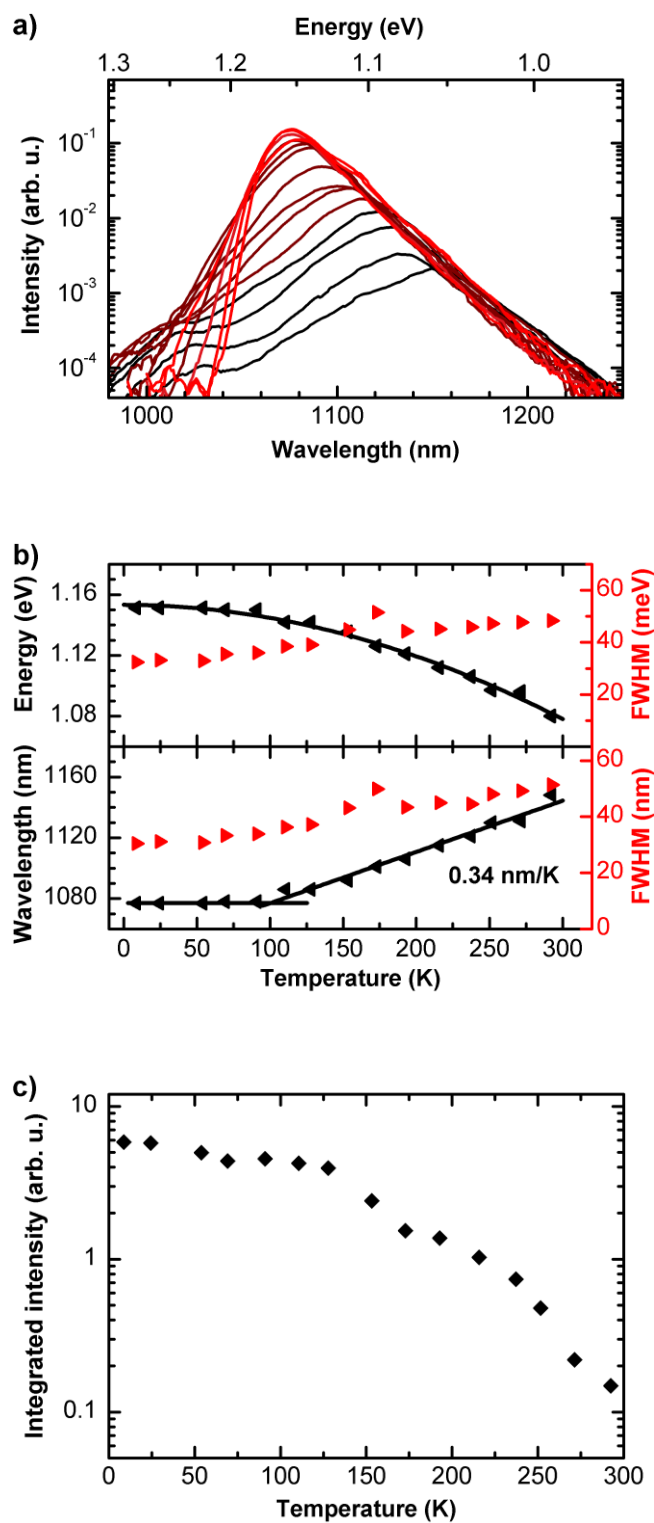 a)
Energy (eV)
1.3 1.2 1.1 1.0
Intensity (arb. u.)
10⁻¹
10⁻²
10⁻³
10⁻⁴
1000 1100 1200
Wavelength (nm)
b)
Energy (eV)
1.16
1.12
1.08
60
40
20
FWHM (meV)
Wavelength (nm)
1160
1120
1080
60
40
20
0
FWHM (nm)
0.34 nm/K
0 50 100 150 200 250 300
Temperature (K)
c)
Integrated intensity (arb. u.)
10
1
0.1
0 50 100 150 200 250 300
Temperature (K)